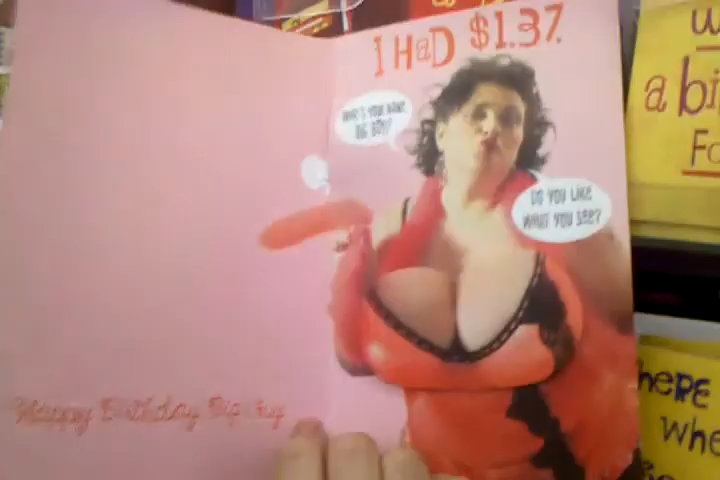 I HaD $1.37.
WHAT'S YOUR NAME,
BIG BOY?
DO YOU LIKE
WHAT YOU SEE?
Happy Birthday Big
a bi
Fo
HERE
whe